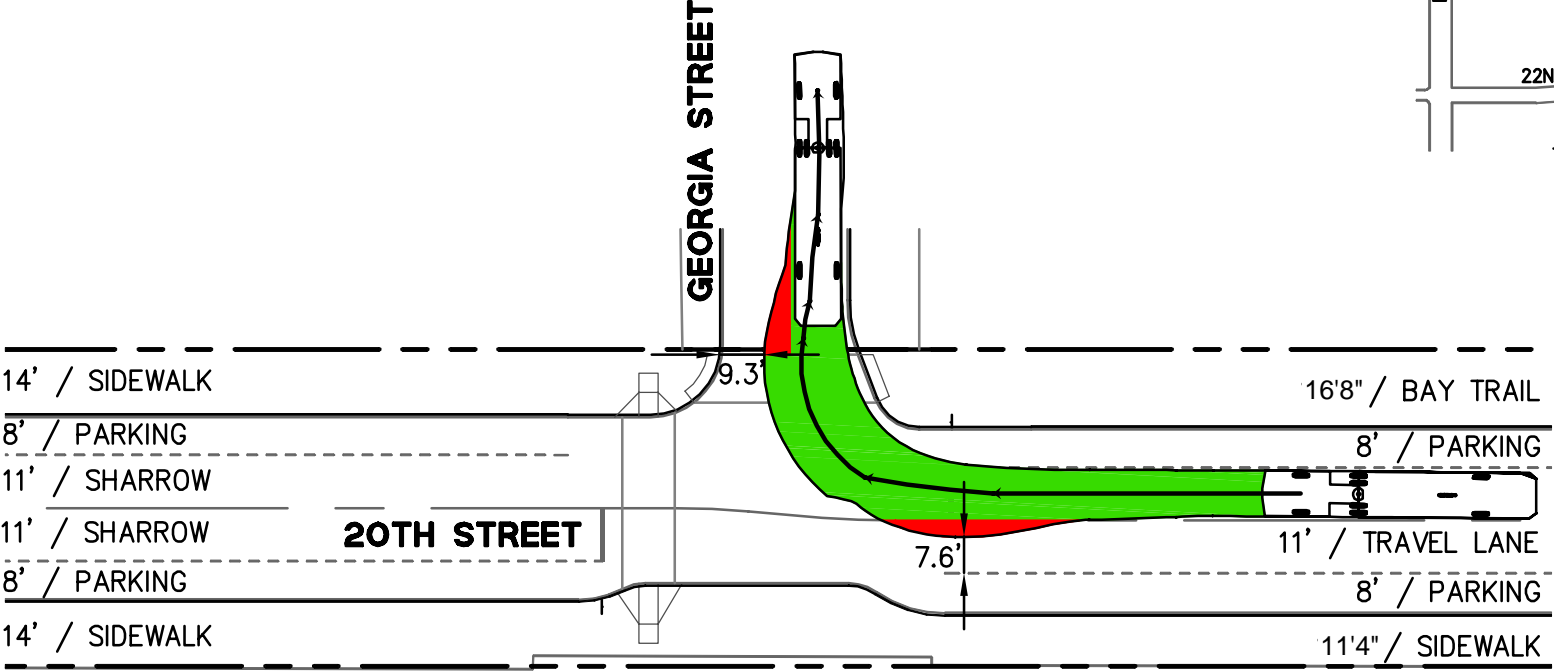 GEORGIA STREET
22N
9.3'
14' / SIDEWALK
16'8" / BAY TRAIL
8' / PARKING
8' / PARKING
11' / SHARROW
11' / SHARROW
20TH STREET
7.6'
11' / TRAVEL LANE
8' / PARKING
8' / PARKING
14' / SIDEWALK
11'4" / SIDEWALK